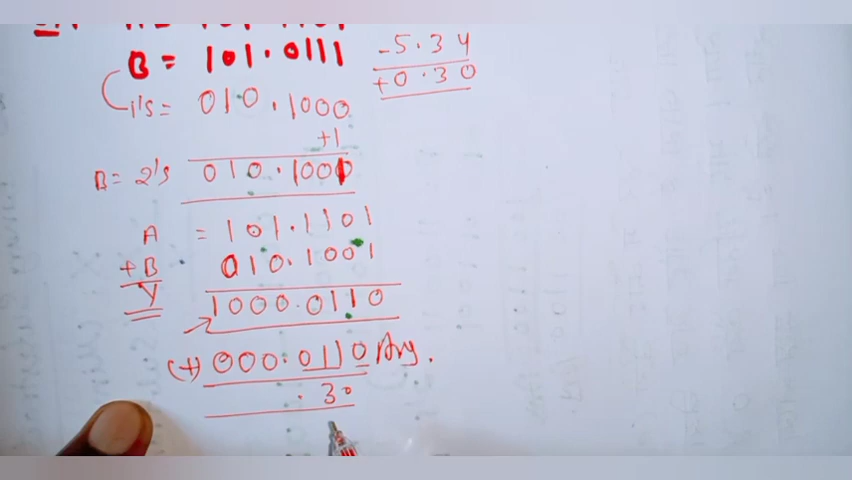 B = 101.0111
-5.34
+0.30
1's = 010.1000
+1
B = 2's 010.1001
A = 101.1101
+B 010.1001
Y 1000.0110
(+) 000.0110 Ans.
.30